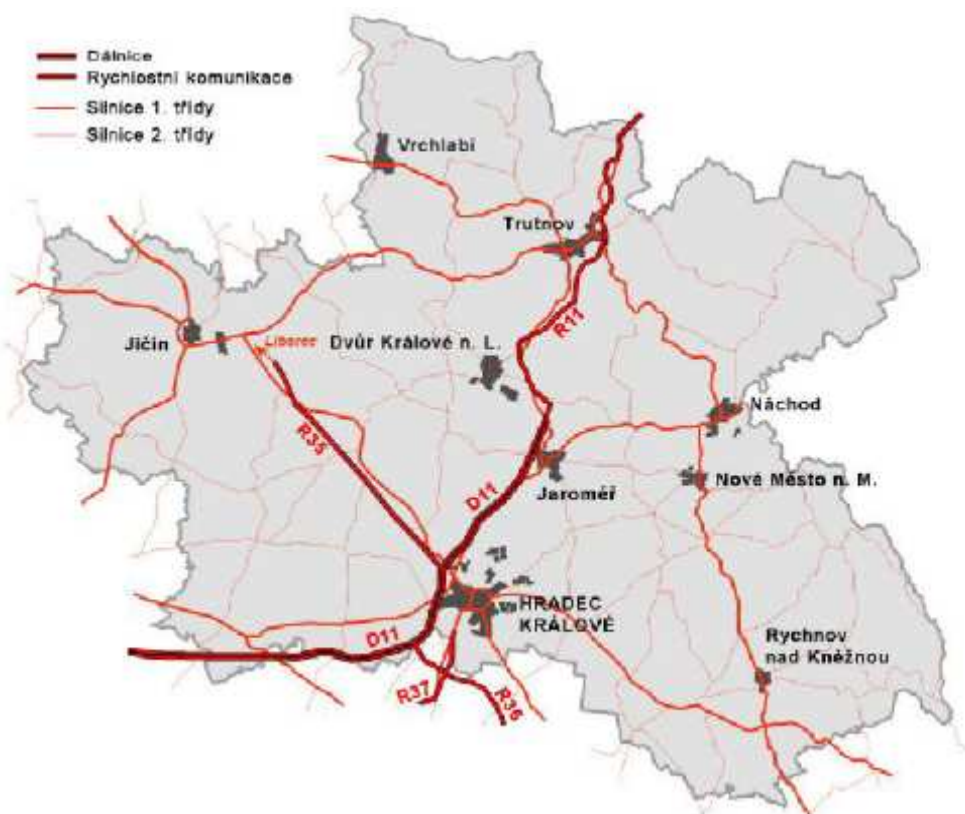 Dálnice
Rychlostní komunikace
Silnice 1. třídy
Silnice 2. třídy
Vrchlabí
Trutnov
R11
Jičín
Liberec
Dvůr Králové n. L.
Náchod
R35
D11
Jaroměř
Nové Město n. M.
HRADEC
KRÁLOVÉ
D11
Rychnov
nad Kněžnou
R37
R36